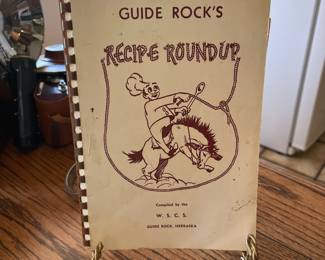 GUIDE ROCK'S
RECIPE ROUNDUP
Compiled by the
W. S. C. S.
GUIDE ROCK, NEBRASKA